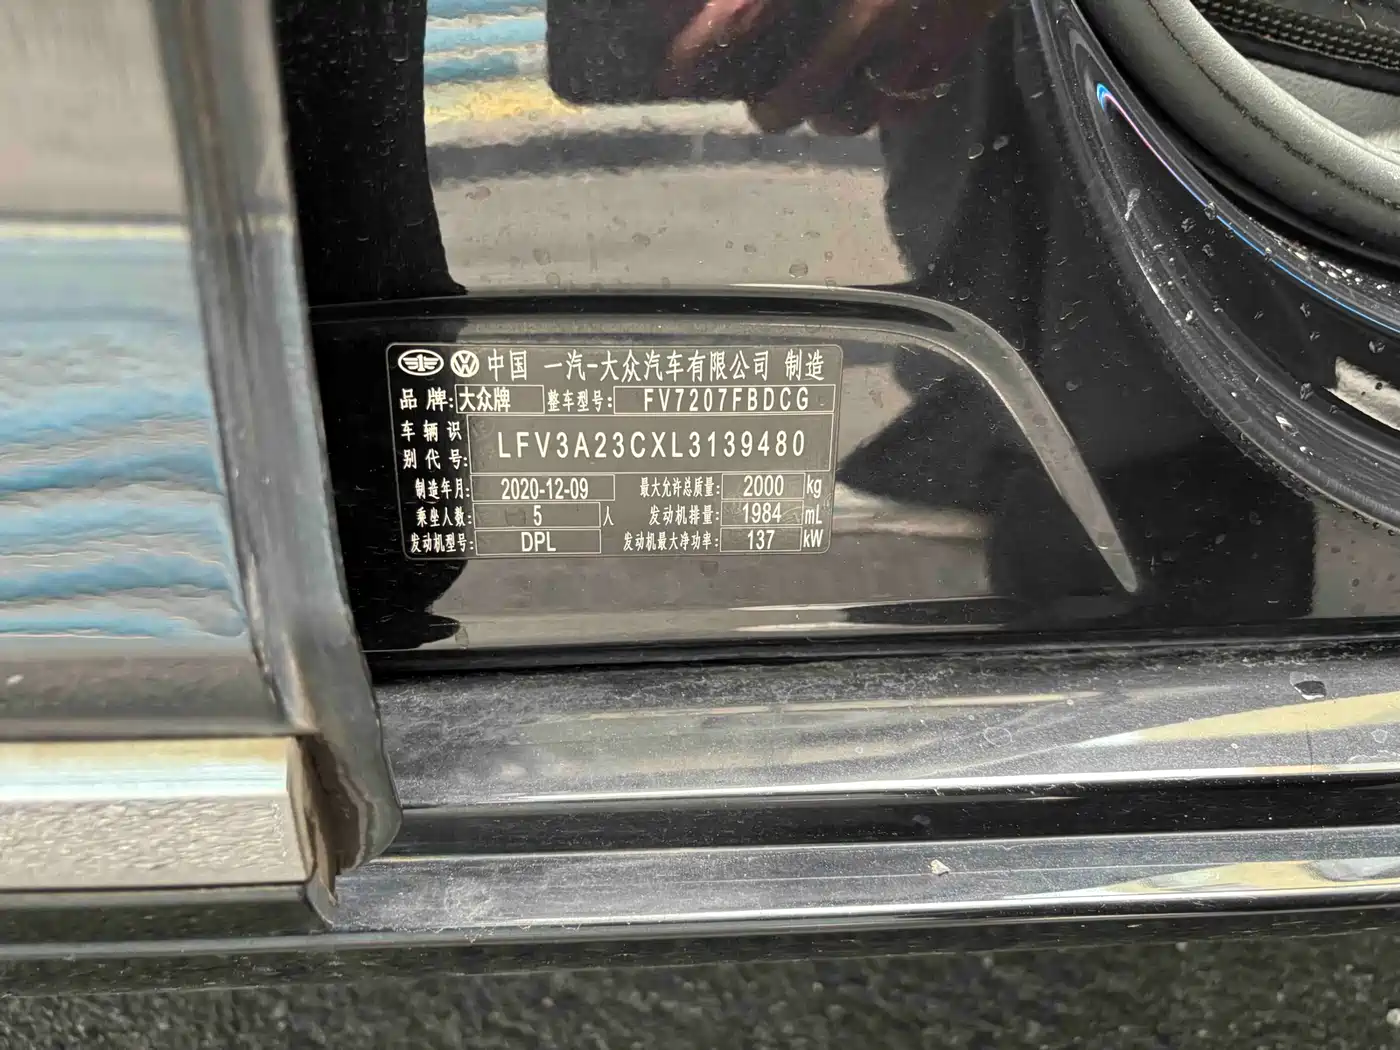 中国 一汽-大众汽车有限公司 制造
品 牌: 大众牌 整车型号: FV7207FBDCG
车 辆 识
别 代 号: LFV3A23CXL3139480
制造年月: 2020-12-09 最大允许总质量: 2000 kg
乘坐人数: 5 人 发动机排量: 1984 mL
发动机型号: DPL 发动机最大净功率: 137 kW